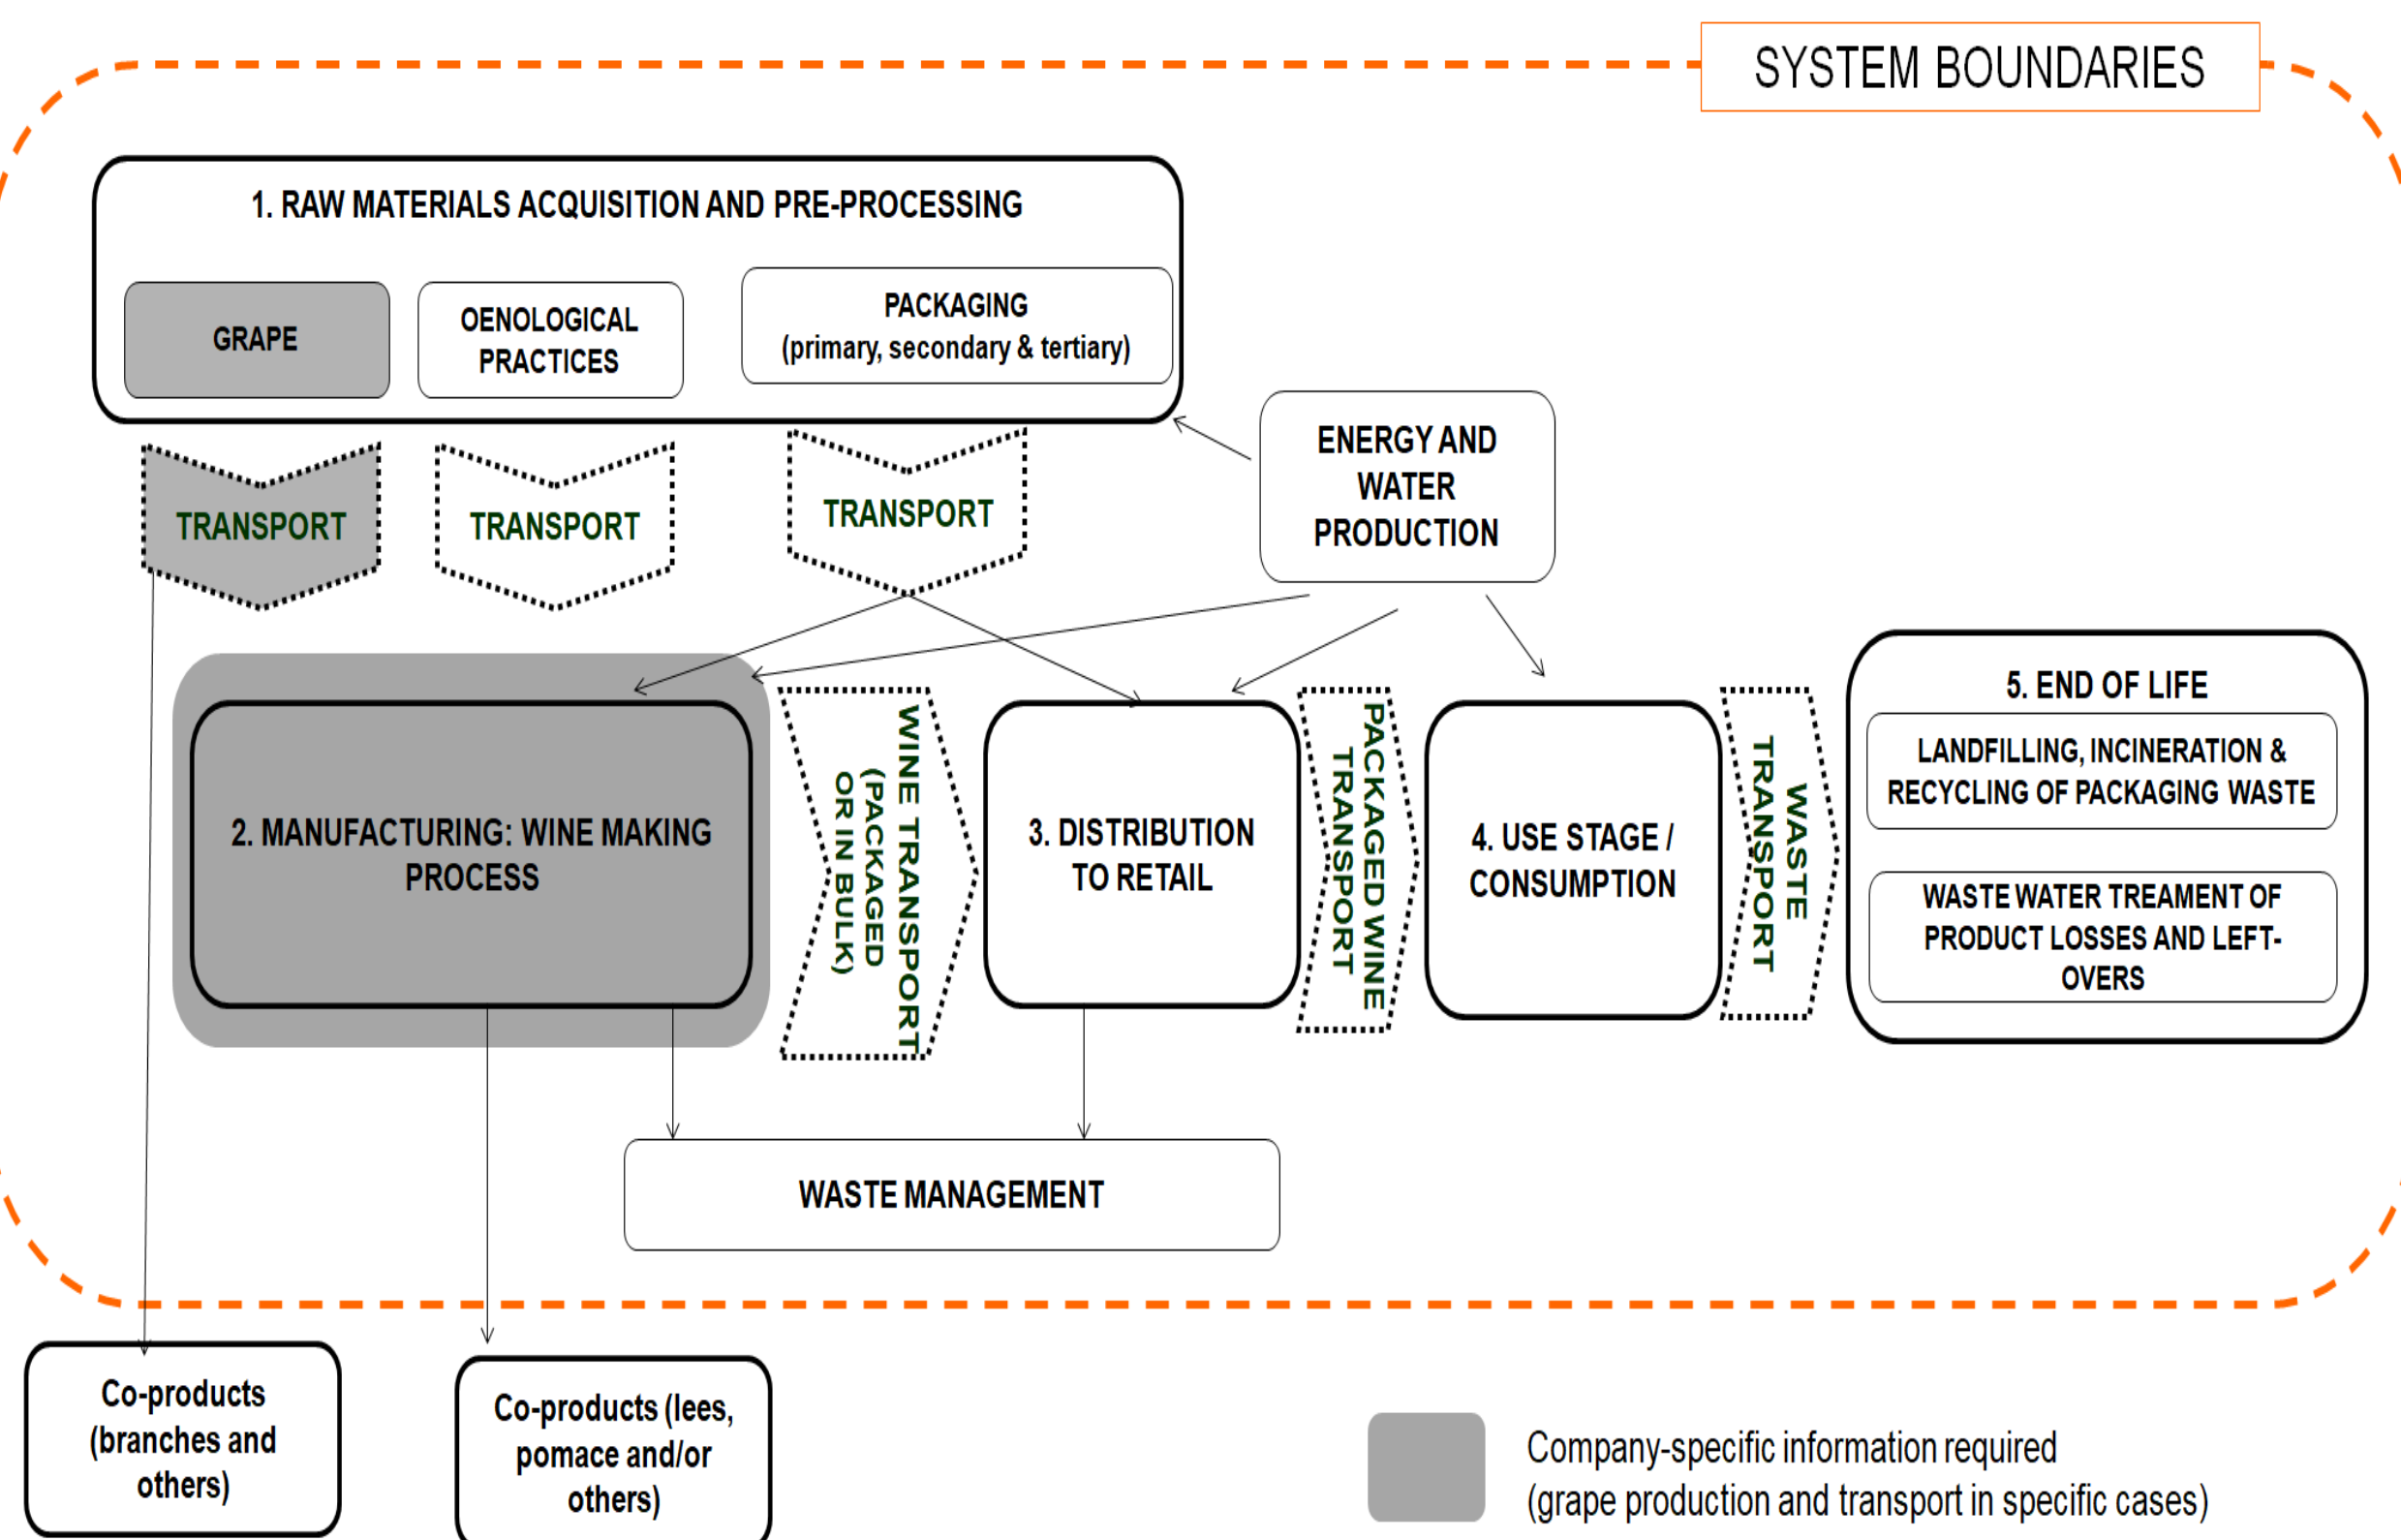 SYSTEM BOUNDARIES
1. RAW MATERIALS ACQUISITION AND PRE-PROCESSING
GRAPE
OENOLOGICAL
PRACTICES
PACKAGING
(primary, secondary & tertiary)
ENERGY AND
WATER
PRODUCTION
TRANSPORT
TRANSPORT
TRANSPORT
2. MANUFACTURING: WINE MAKING
PROCESS
WINE TRANSPORT
(PACKAGED
OR IN BULK)
3. DISTRIBUTION
TO RETAIL
PACKAGED WINE
TRANSPORT
4. USE STAGE /
CONSUMPTION
WASTE
TRANSPORT
5. END OF LIFE
LANDFILLING, INCINERATION &
RECYCLING OF PACKAGING WASTE
WASTE WATER TREAMENT OF
PRODUCT LOSSES AND LEFT-
OVERS
WASTE MANAGEMENT
Co-products
(branches and
others)
Co-products (lees,
pomace and/or
others)
Company-specific information required
(grape production and transport in specific cases)